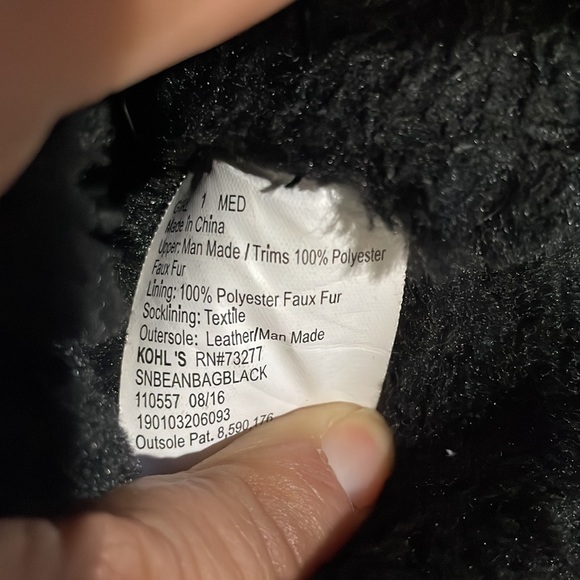 1 MED
Made in China
Upper: Man Made / Trims 100% Polyester
Faux Fur
Lining: 100% Polyester Faux Fur
Socklining: Textile
Outersole: Leather/Man Made
KOHL'S RN#73277
SNBEANBAGBLACK
110557 08/16
190103206093
Outsole Pat. 8,590,176